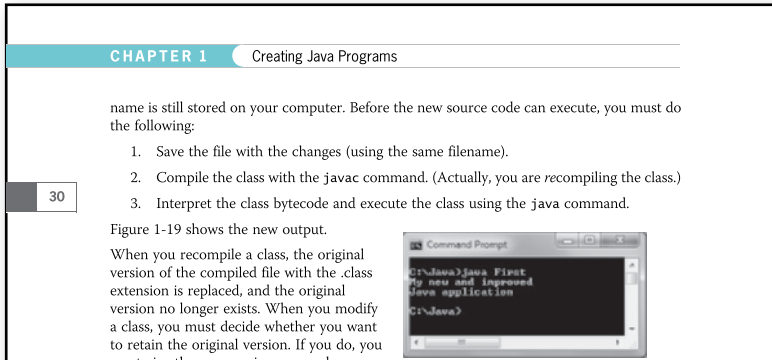 CHAPTER 1 Creating Java Programs
name is still stored on your computer. Before the new source code can execute, you must do
the following:
1. Save the file with the changes (using the same filename).
2. Compile the class with the javac command. (Actually, you are recompiling the class.)
30
3. Interpret the class bytecode and execute the class using the java command.
Figure 1-19 shows the new output.
When you recompile a class, the original
version of the compiled file with the .class
extension is replaced, and the original
version no longer exists. When you modify
a class, you must decide whether you want
to retain the original version. If you do, you
Command Prompt
C:\Java>java First
My new and improved
Java application
C:\Java>